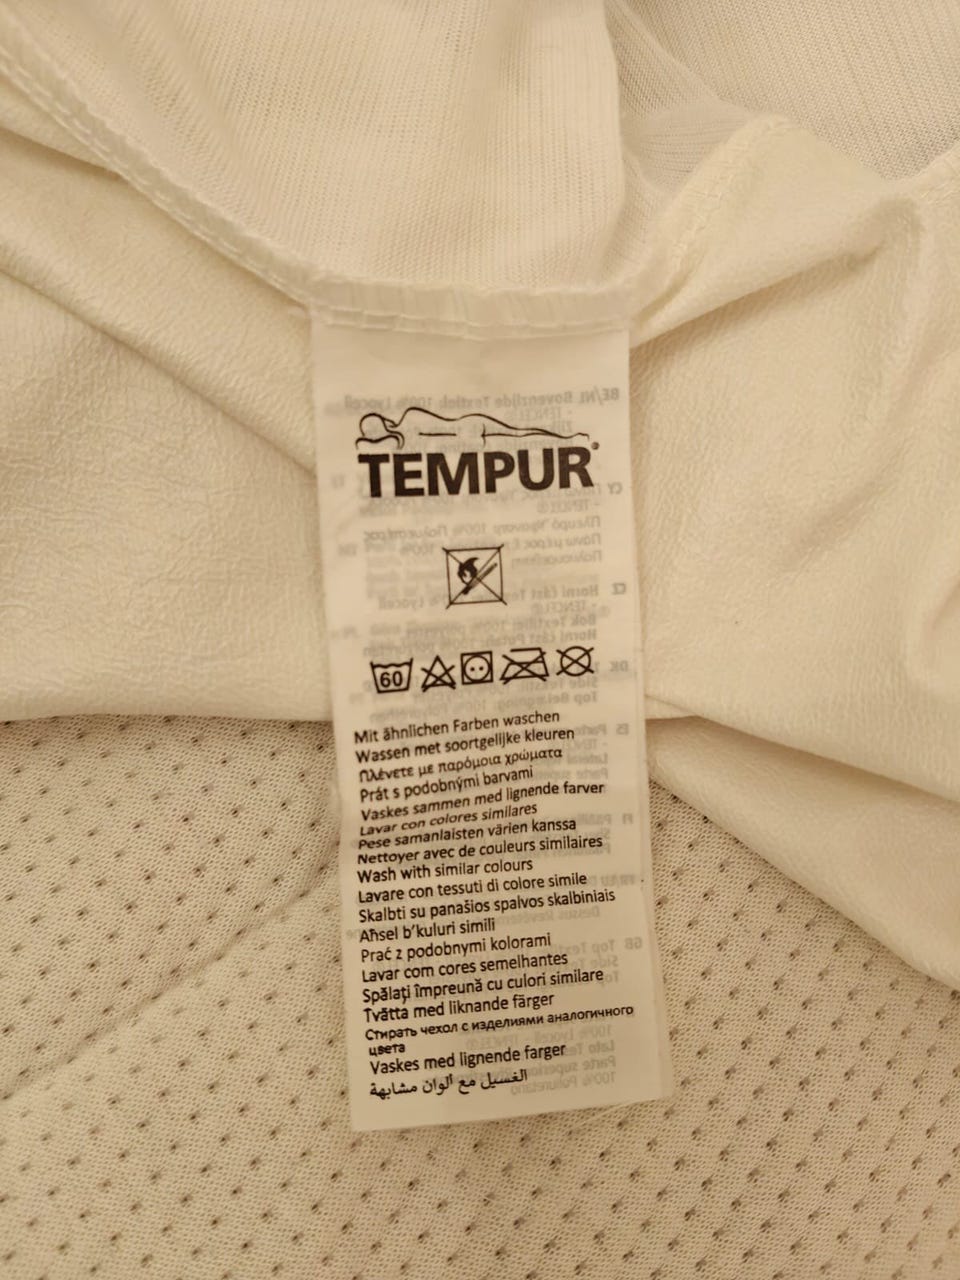 TEMPUR®
60
Mit ähnlichen Farben waschen
Wassen met soortgelijke kleuren
Πλένετε με παρόμοια χρώματα
Prát s podobnými barvami
Vaskes sammen med lignende farver
Lavar con colores similares
Pese samanlaisten värien kanssa
Nettoyer avec de couleurs similaires
Wash with similar colours
Lavare con tessuti di colore simile
Skalbti su panašios spalvos skalbiniais
Aħsel b'kuluri simili
Prać z podobnymi kolorami
Lavar com cores semelhantes
Spălați împreună cu culori similare
Tvätta med liknande färger
Стирать чехол с изделиями аналогичного
цвета
Vaskes med lignende farger
الغسيل مع ألوان مشابهة